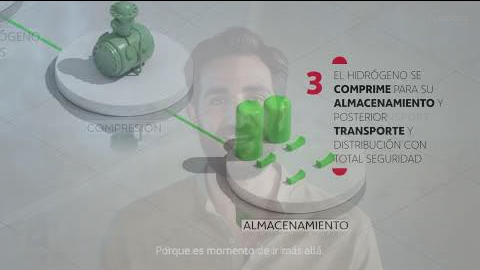 ÓGENO
S
COMPRESIÓN
3
EL HIDRÓGENO SE
COMPRIME PARA SU
ALMACENAMIENTO Y
POSTERIOR
TRANSPORTE Y
DISTRIBUCIÓN CON
TOTAL SEGURIDAD
ALMACENAMIENTO
Porque es momento de ir más allá.